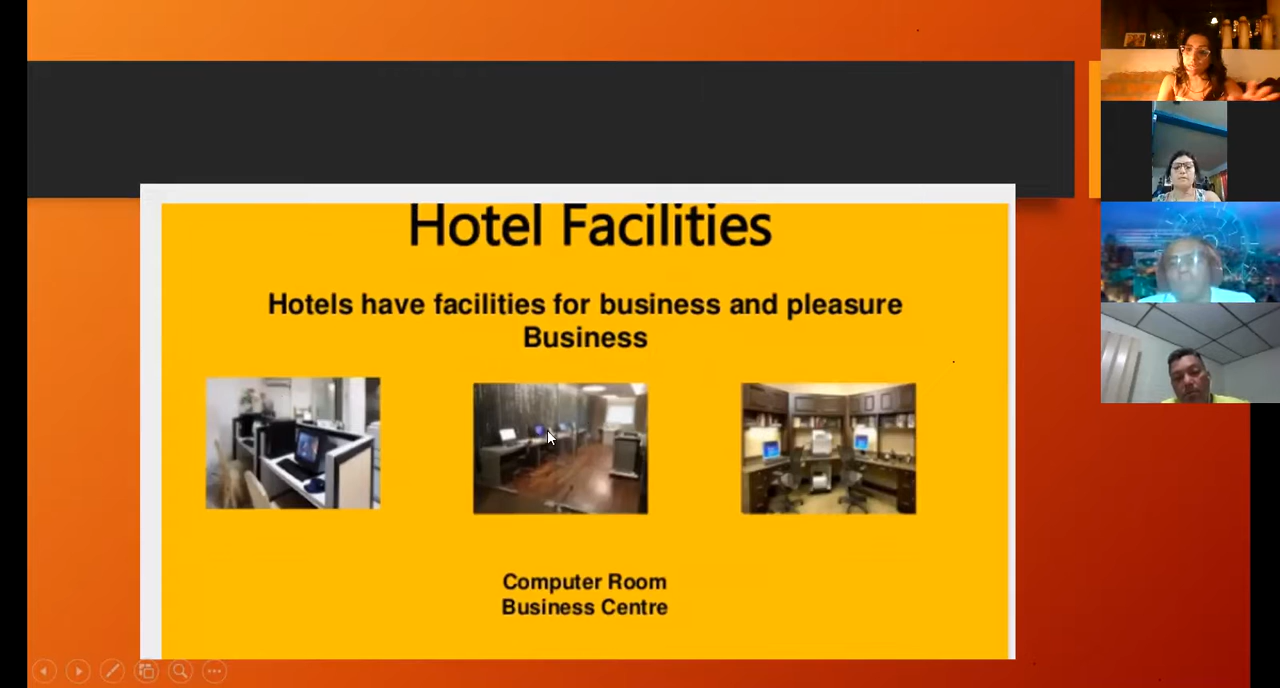 Hotel Facilities
Hotels have facilities for business and pleasure
Business
Computer Room
Business Centre